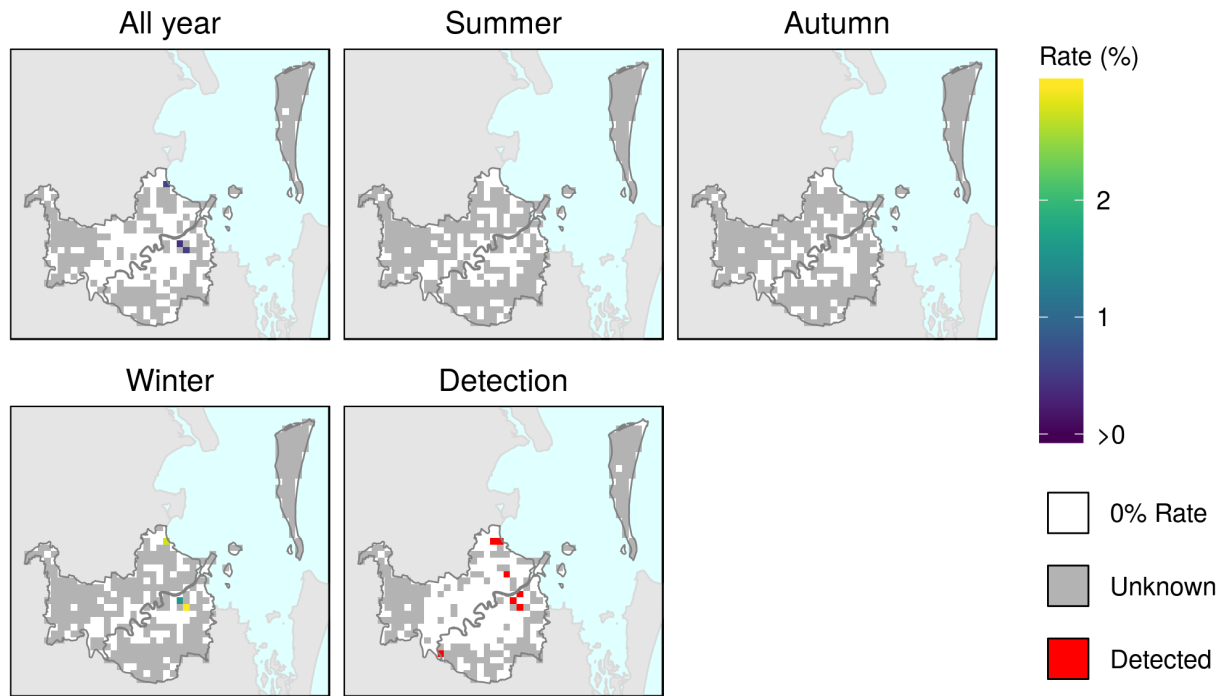 All year
Summer
Autumn
Rate (%)
2
1
>0
Winter
Detection
0% Rate
Unknown
Detected